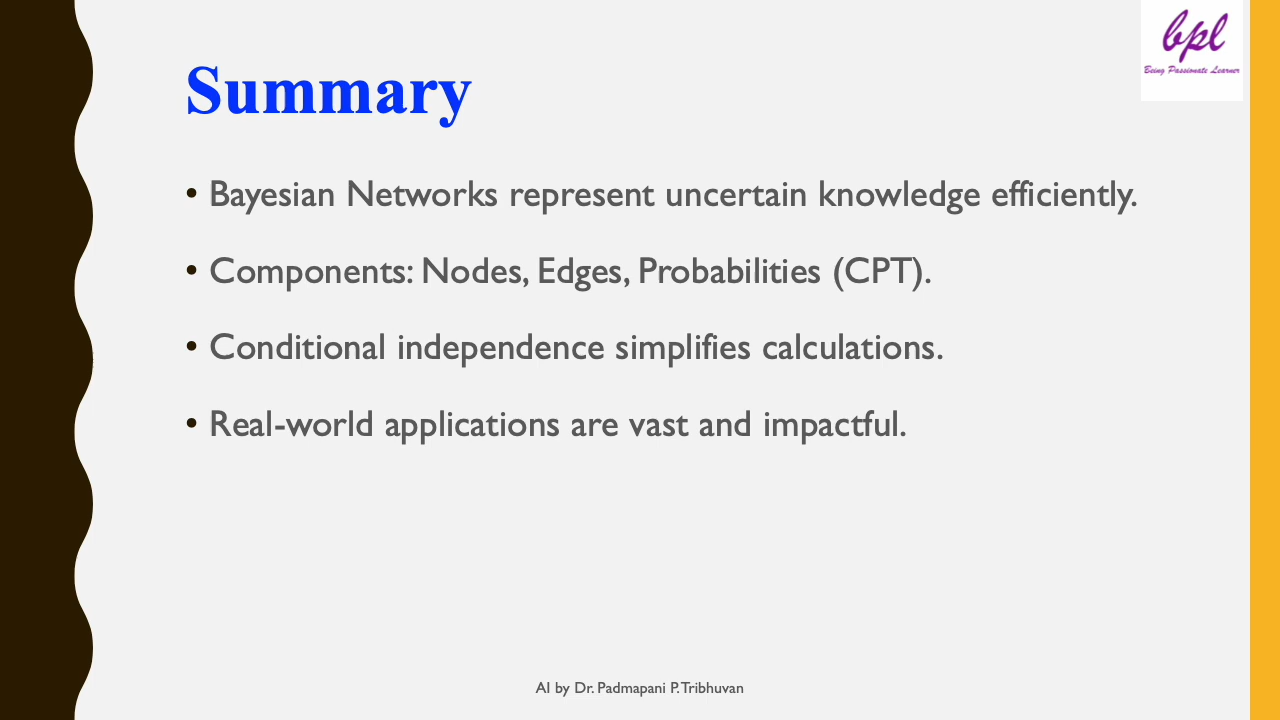 bpl
Being Passionate Learner
Summary
• Bayesian Networks represent uncertain knowledge efficiently.
• Components: Nodes, Edges, Probabilities (CPT).
• Conditional independence simplifies calculations.
• Real-world applications are vast and impactful.
AI by Dr. Padmapani P. Tribhuvan